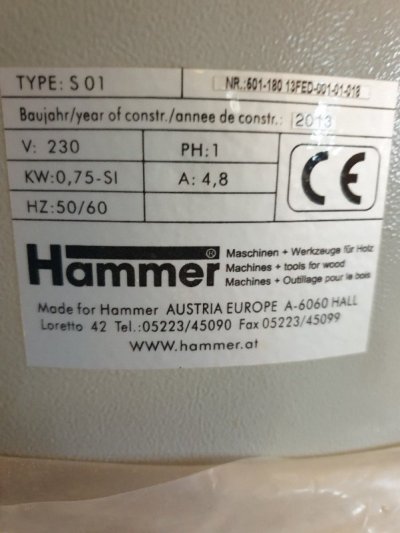 TYPE: S 01 NR.:601-180 13FED-001-01-018
Baujahr/year of constr./annee de constr.: 2013
V: 230 PH: 1
KW: 0,75-SI A: 4,8
HZ: 50/60
CE
Hammer®
Maschinen + Werkzeuge für Holz
Machines + tools for wood
Machines + Outillage pour le bois
Made for Hammer AUSTRIA EUROPE A-6060 HALL
Loretto 42 Tel.:05223/45090 Fax 05223/45099
WWW.hammer.at